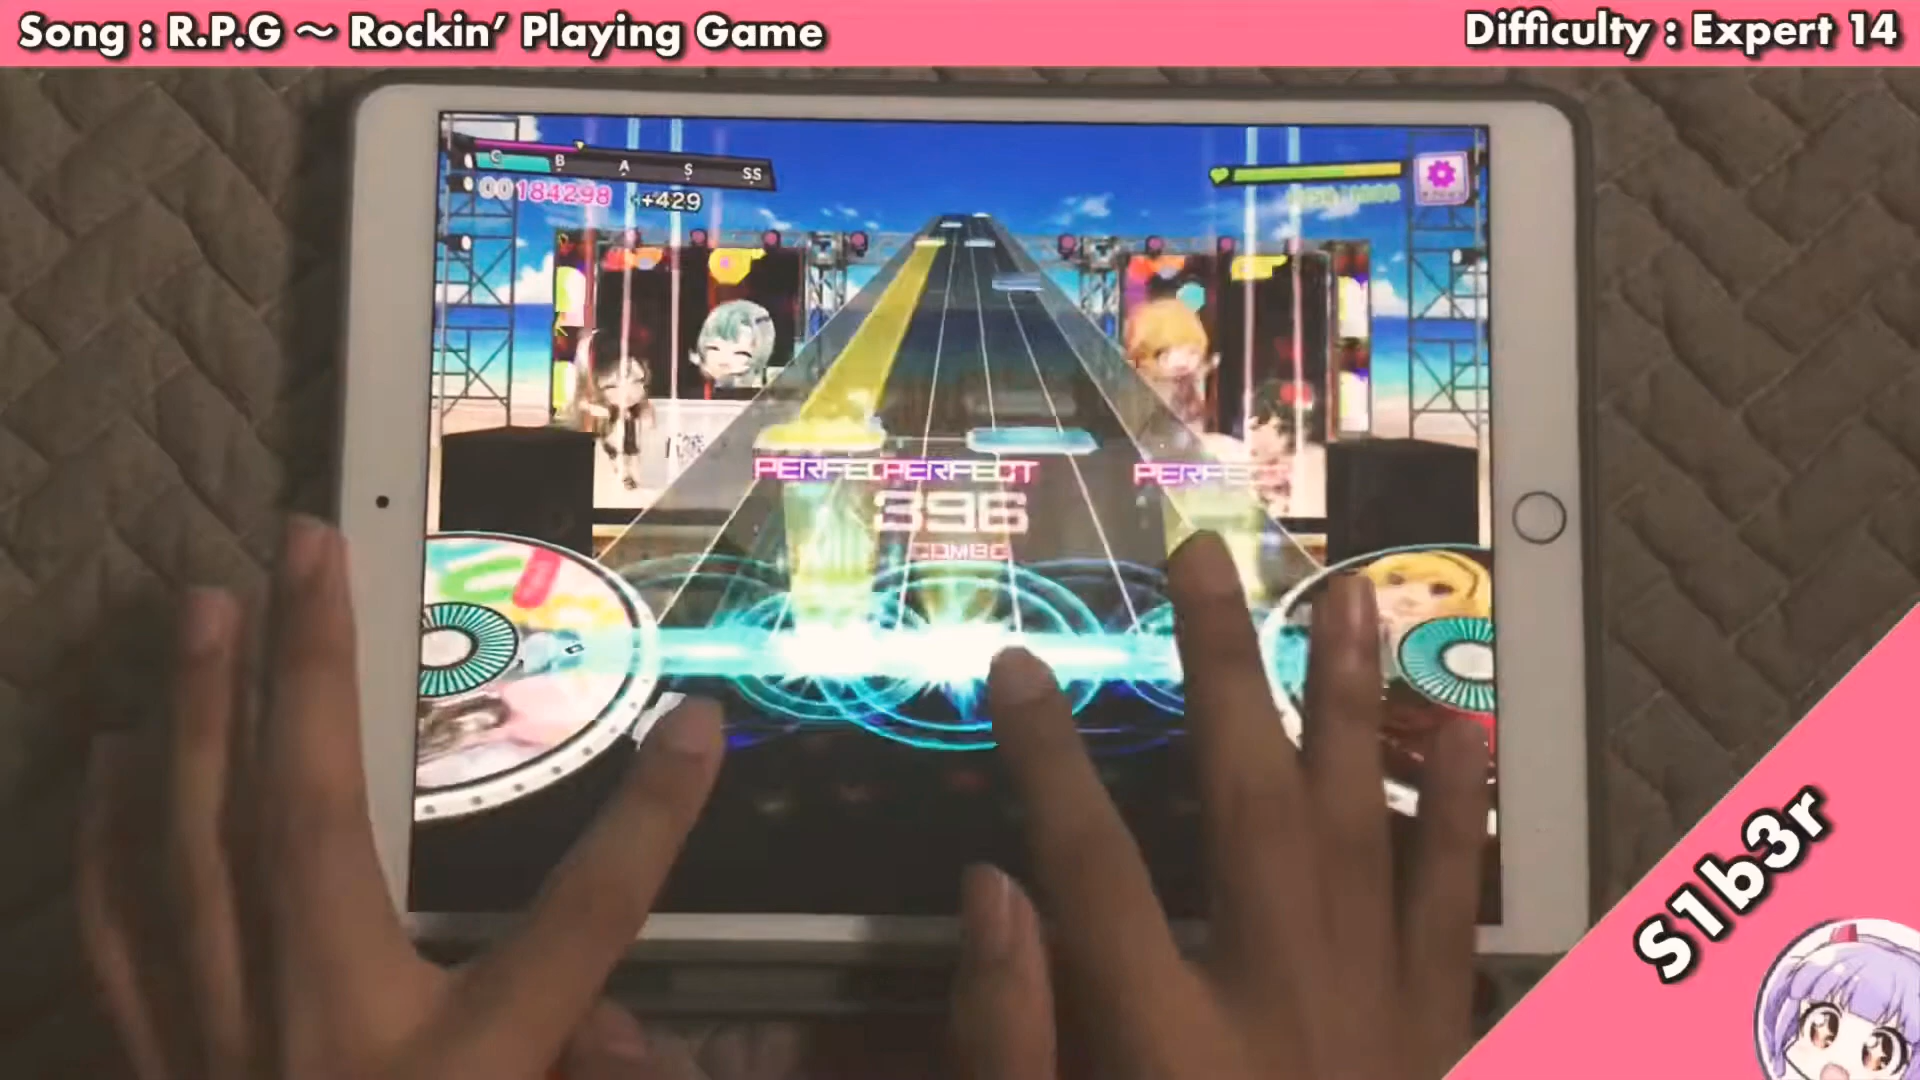 Song : R.P.G ～ Rockin' Playing Game
Difficulty : Expert 14
C B A S SS
00184298 +429
PERFECT PERFECT
396
COMBO
S1b3r